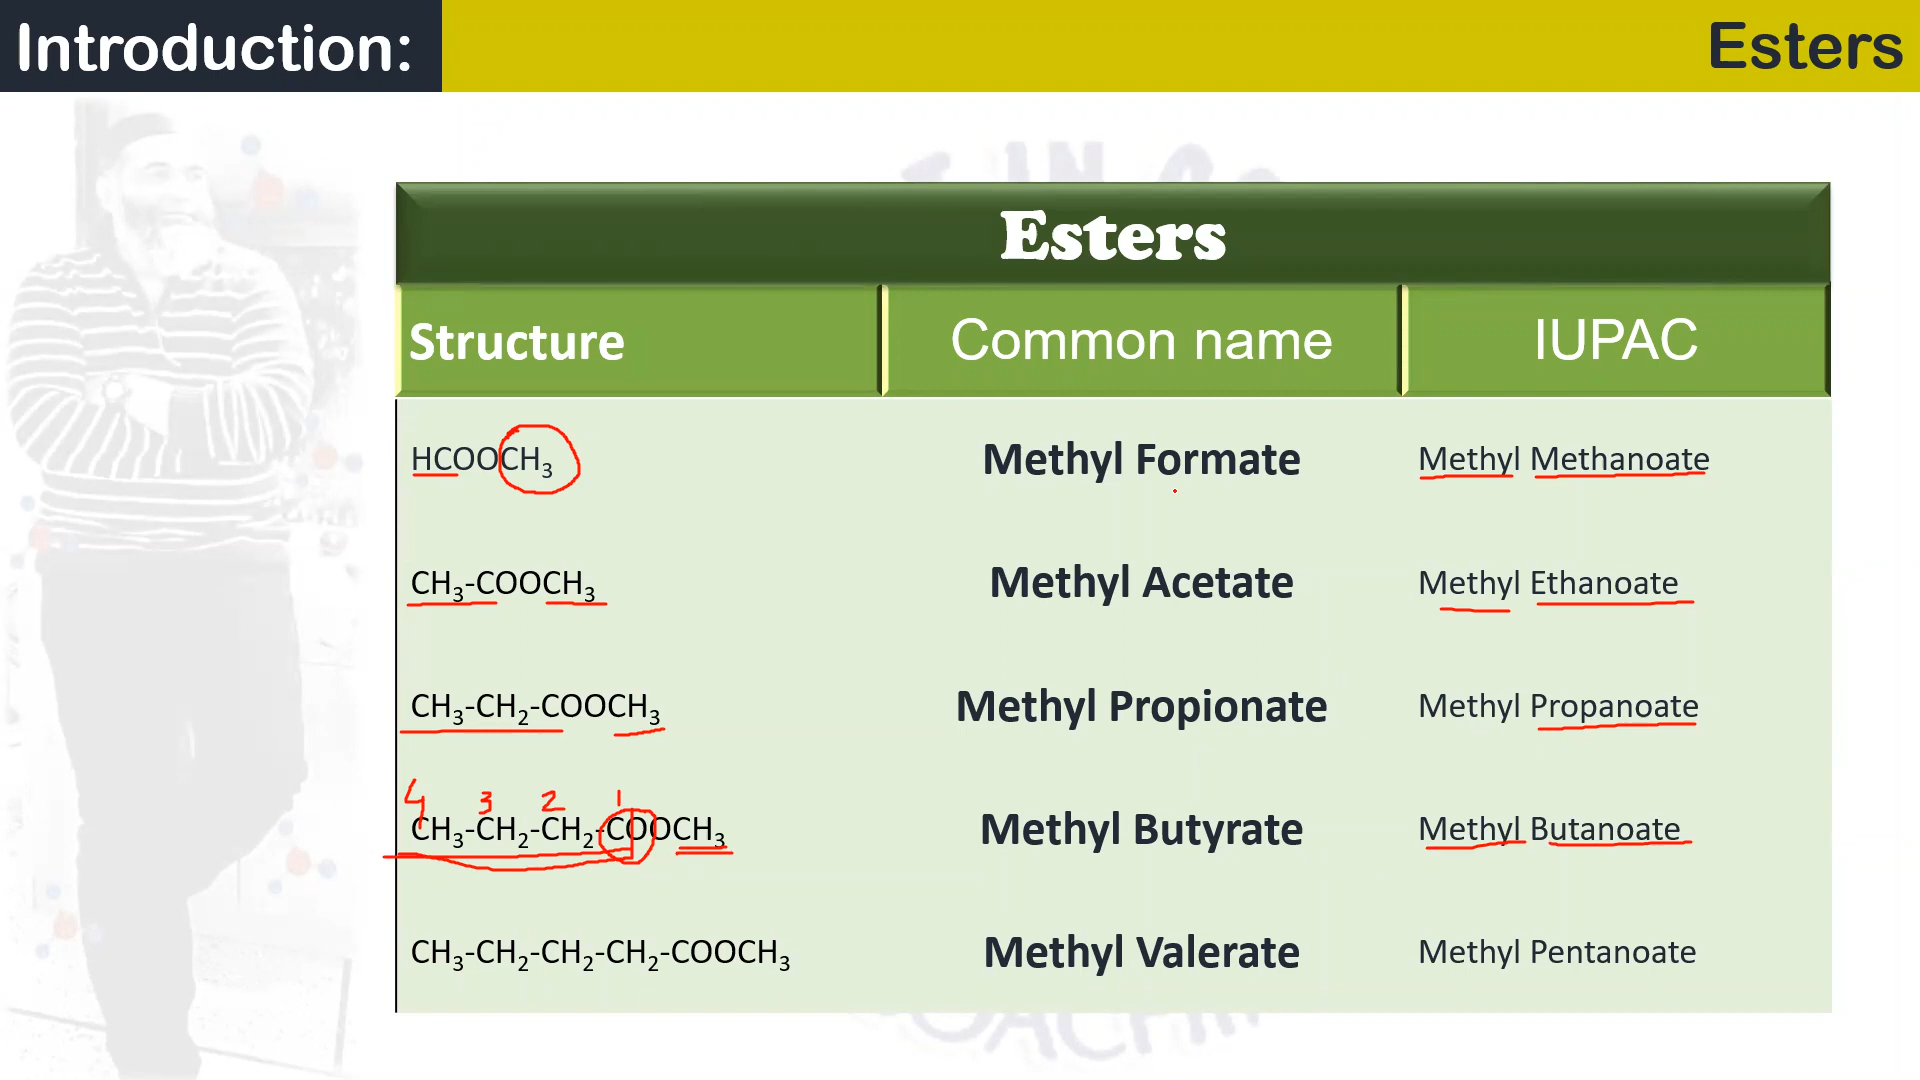 Introduction:
Esters
Esters
Structure Common name IUPAC
HCOOCH₃ Methyl Formate Methyl Methanoate
CH₃-COOCH₃ Methyl Acetate Methyl Ethanoate
CH₃-CH₂-COOCH₃ Methyl Propionate Methyl Propanoate
4 3 2 1
CH₃-CH₂-CH₂-COOCH₃ Methyl Butyrate Methyl Butanoate
CH₃-CH₂-CH₂-CH₂-COOCH₃ Methyl Valerate Methyl Pentanoate